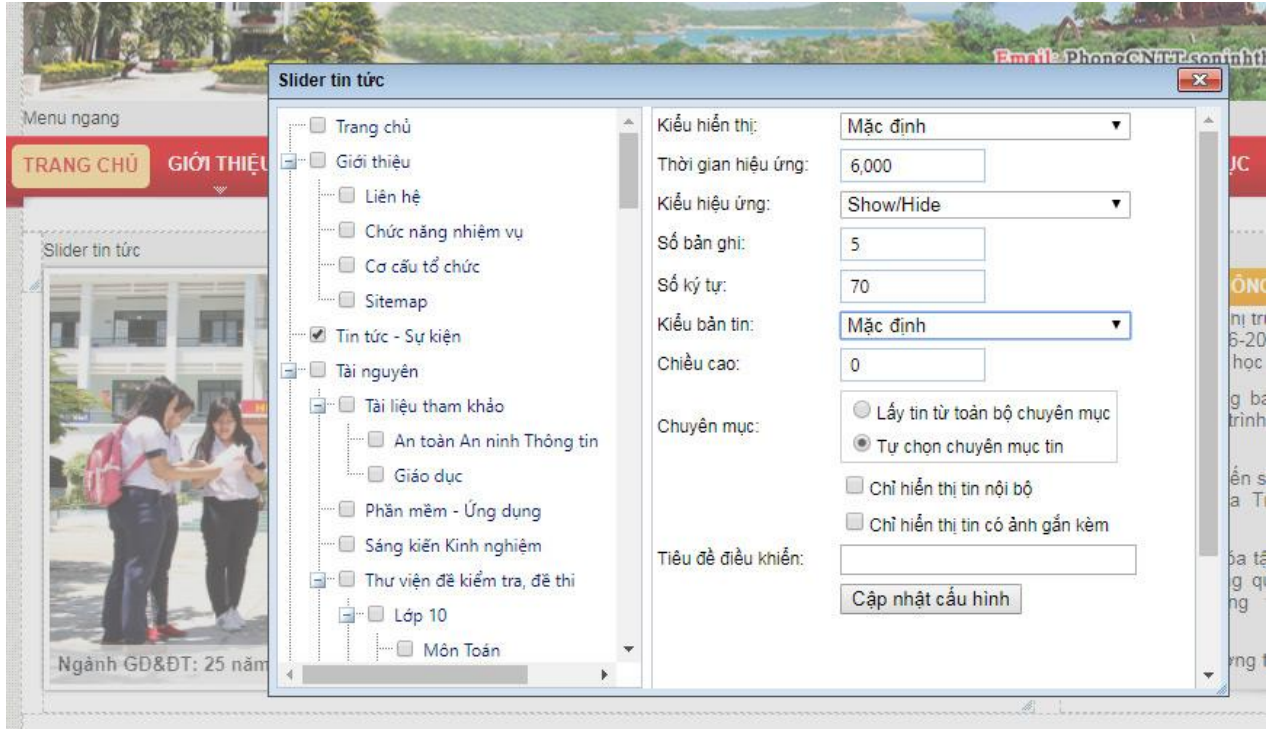 Email: PhongCNTT.soninhth
Slider tin tức
Menu ngang
TRANG CHỦ GIỚI THIỆU
ỤC
Slider tin tức
Trang chủ
Giới thiệu
Liên hệ
Chức năng nhiệm vụ
Cơ cấu tổ chức
Sitemap
Tin tức - Sự kiện
Tài nguyên
Tài liệu tham khảo
An toàn An ninh Thông tin
Giáo dục
Phần mềm - Ứng dụng
Sáng kiến Kinh nghiệm
Thư viện đề kiểm tra, đề thi
Lớp 10
Môn Toán
Kiểu hiển thị: Mặc định
Thời gian hiệu ứng: 6,000
Kiểu hiệu ứng: Show/Hide
Số bản ghi: 5
Số ký tự: 70
Kiểu bản tin: Mặc định
Chiều cao: 0
Chuyên mục:
Lấy tin từ toàn bộ chuyên mục
Tự chọn chuyên mục tin
Chỉ hiển thị tin nội bộ
Chỉ hiển thị tin có ảnh gắn kèm
Tiêu đề điều khiển:
Cập nhật cấu hình
Ngành GD&ĐT: 25 năm